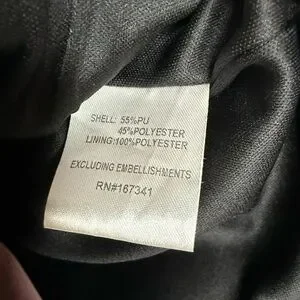 SHELL: 55%PU
45%POLYESTER
LINING:100%POLYESTER
EXCLUDING EMBELLISHMENTS
RN#167341